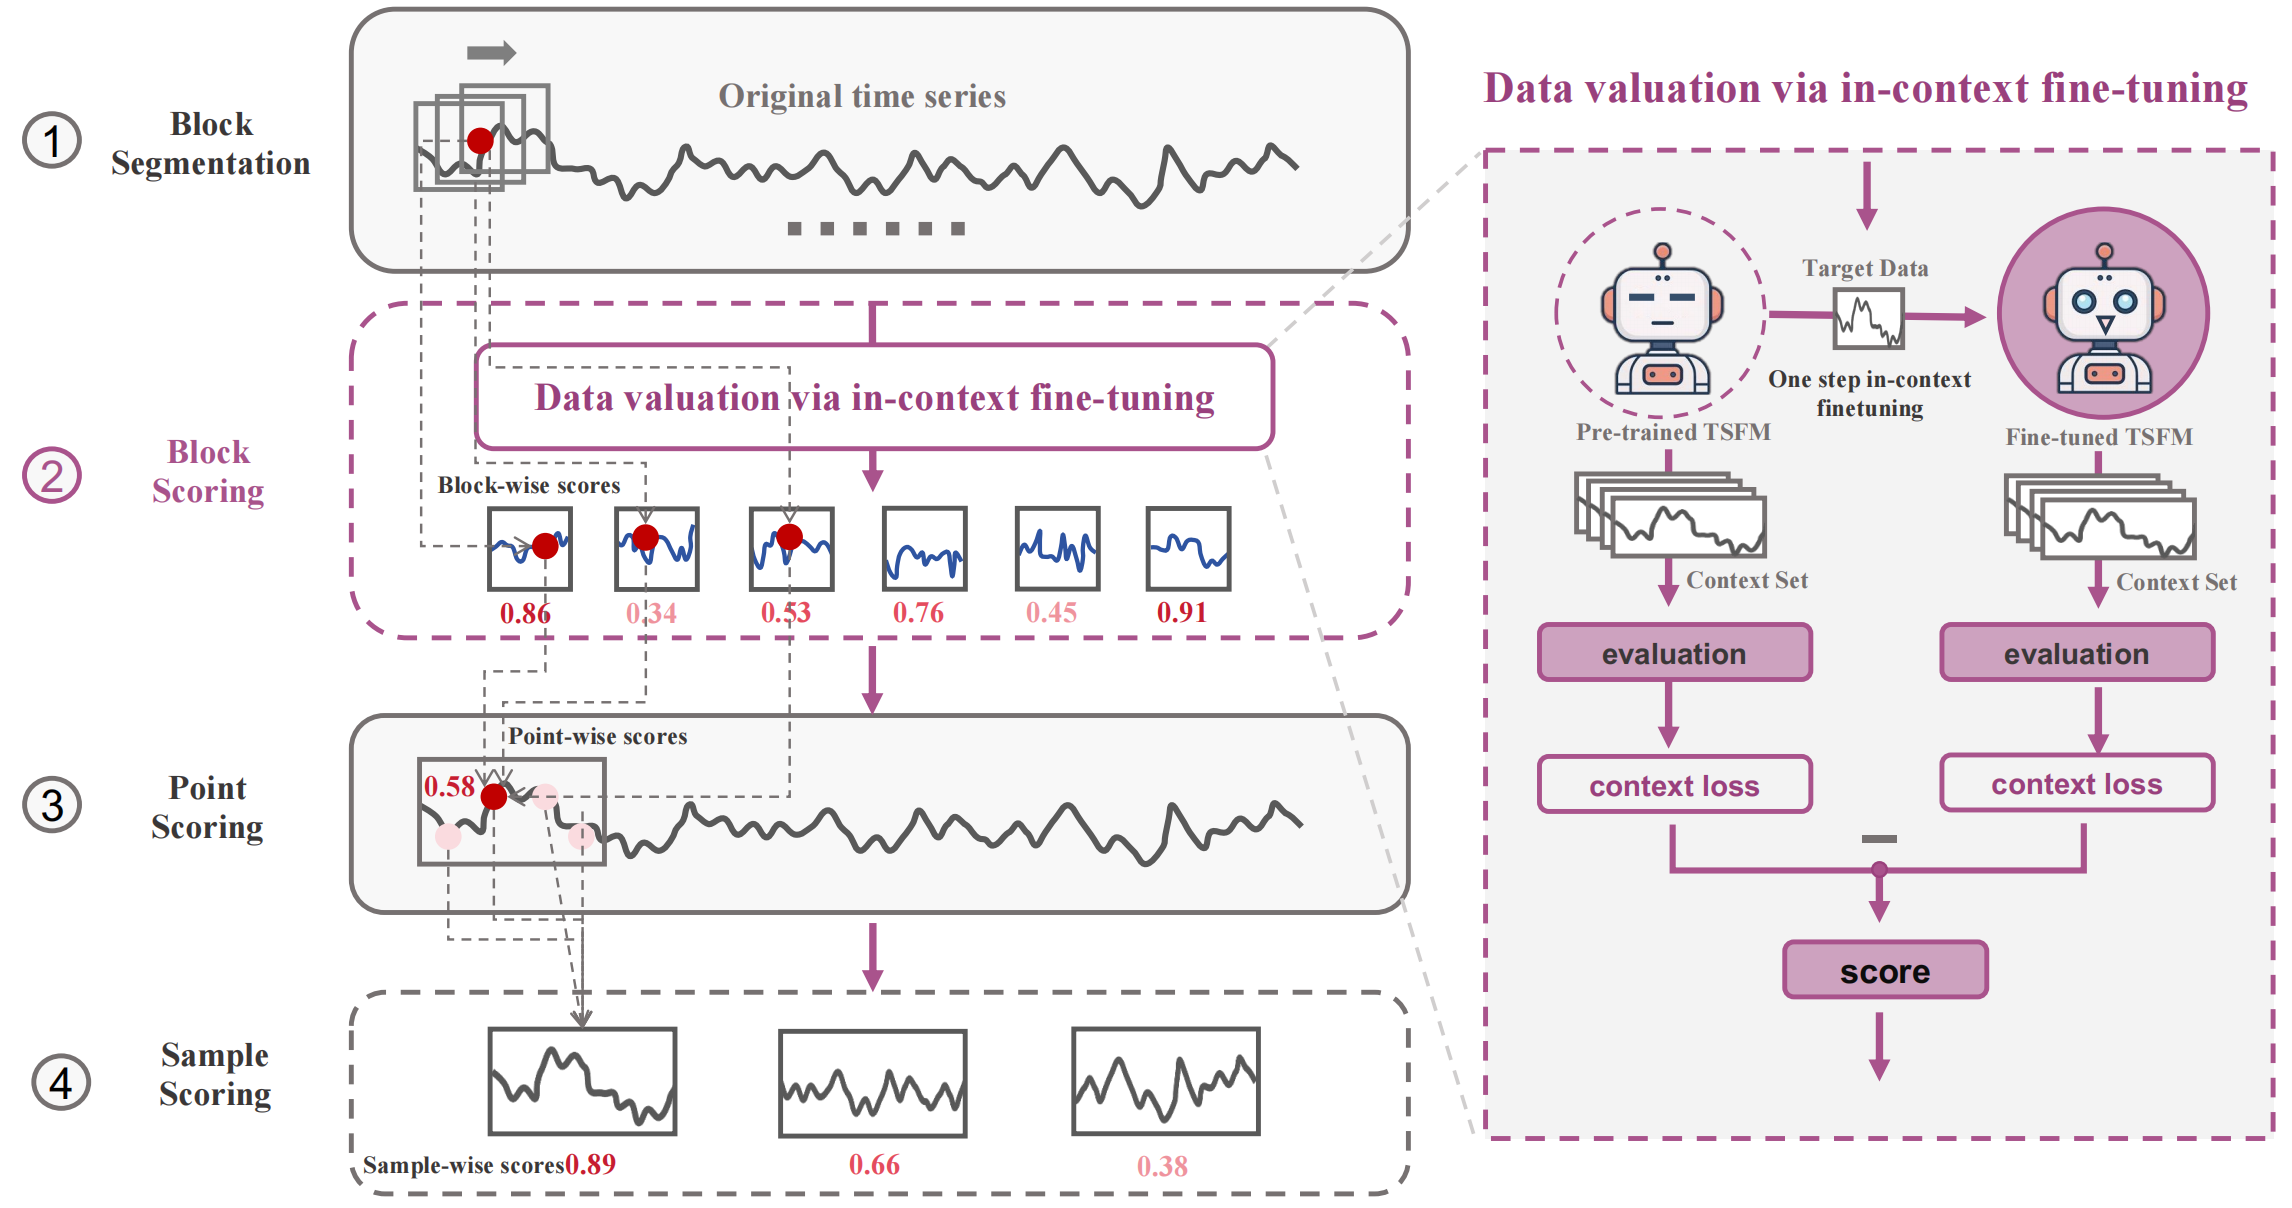 1
Block
Segmentation
Original time series
2
Block
Scoring
Data valuation via in-context fine-tuning
Block-wise scores
0.86
0.34
0.53
0.76
0.45
0.91
3
Point
Scoring
Point-wise scores
0.58
4
Sample
Scoring
Sample-wise scores 0.89
0.66
0.38
Data valuation via in-context fine-tuning
Target Data
One step in-context
finetuning
Pre-trained TSFM
Fine-tuned TSFM
Context Set
Context Set
evaluation
evaluation
context loss
context loss
score